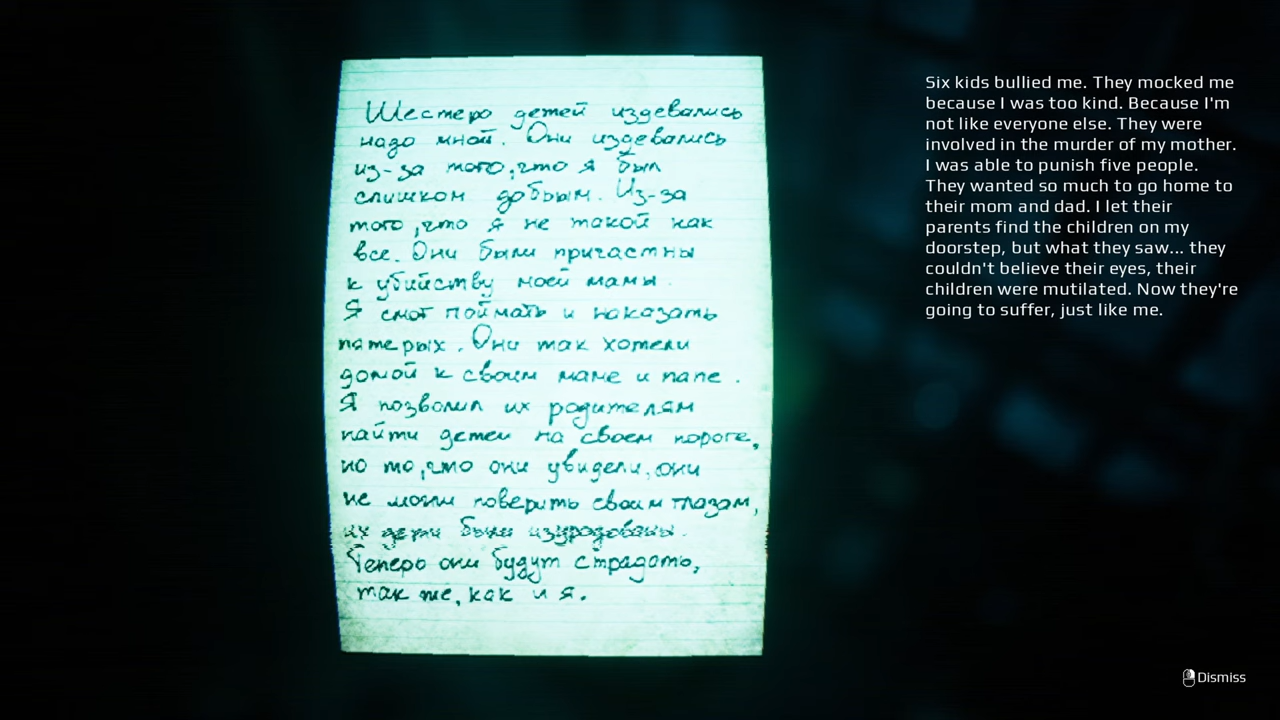 Шестеро детей издевались
надо мной. Они издевались
из-за того, что я был
слишком добрым. Из-за
того, что я не такой как
все. Они были причастны
к убийству моей мамы.
Я смог поймать и наказать
пятерых. Они так хотели
домой к своим маме и папе.
Я позволил их родителям
найти детей на своем пороге,
но то, что они увидели, они
не могли поверить своим глазам,
их дети были изуродованы.
Теперь они будут страдать,
так же, как и я.
Six kids bullied me. They mocked me
because I was too kind. Because I'm
not like everyone else. They were
involved in the murder of my mother.
I was able to punish five people.
They wanted so much to go home to
their mom and dad. I let their
parents find the children on my
doorstep, but what they saw... they
couldn't believe their eyes, their
children were mutilated. Now they're
going to suffer, just like me.
Dismiss